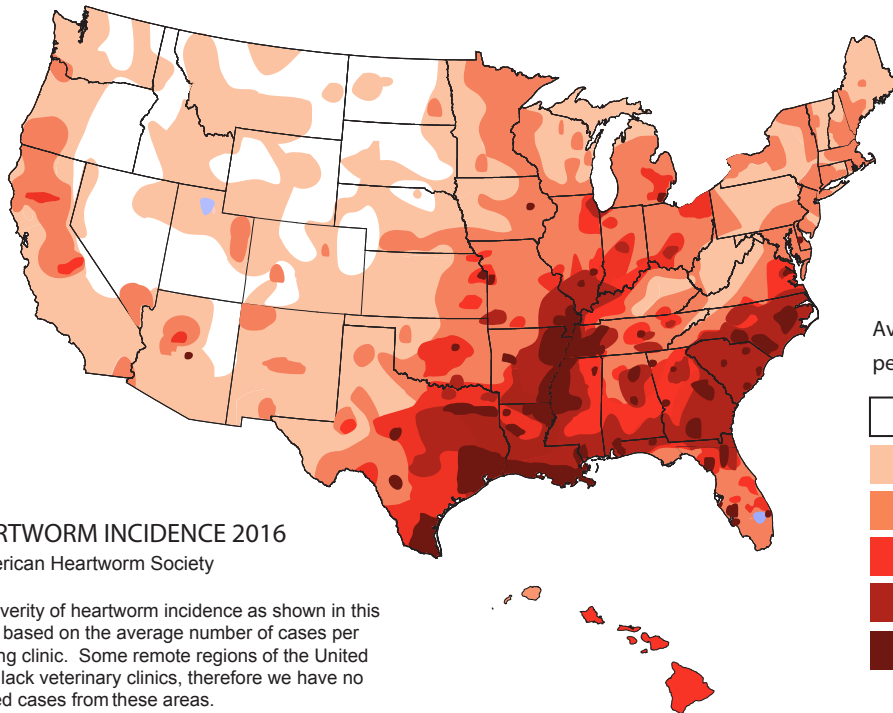 RTWORM INCIDENCE 2016
erican Heartworm Society
verity of heartworm incidence as shown in this
based on the average number of cases per
ng clinic. Some remote regions of the United
lack veterinary clinics, therefore we have no
ed cases from these areas.
Av
pe